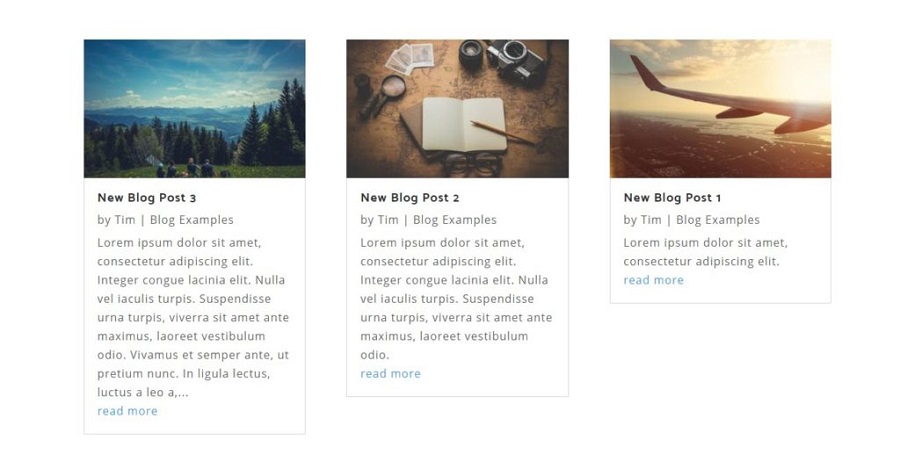 New Blog Post 3
by Tim | Blog Examples
Lorem ipsum dolor sit amet,
consectetur adipiscing elit.
Integer congue lacinia elit. Nulla
vel iaculis turpis. Suspendisse
urna turpis, viverra sit amet ante
maximus, laoreet vestibulum
odio. Vivamus et semper ante, ut
pretium nunc. In ligula lectus,
luctus a leo a,...
read more
New Blog Post 2
by Tim | Blog Examples
Lorem ipsum dolor sit amet,
consectetur adipiscing elit.
Integer congue lacinia elit. Nulla
vel iaculis turpis. Suspendisse
urna turpis, viverra sit amet ante
maximus, laoreet vestibulum
odio.
read more
New Blog Post 1
by Tim | Blog Examples
Lorem ipsum dolor sit amet,
consectetur adipiscing elit.
read more